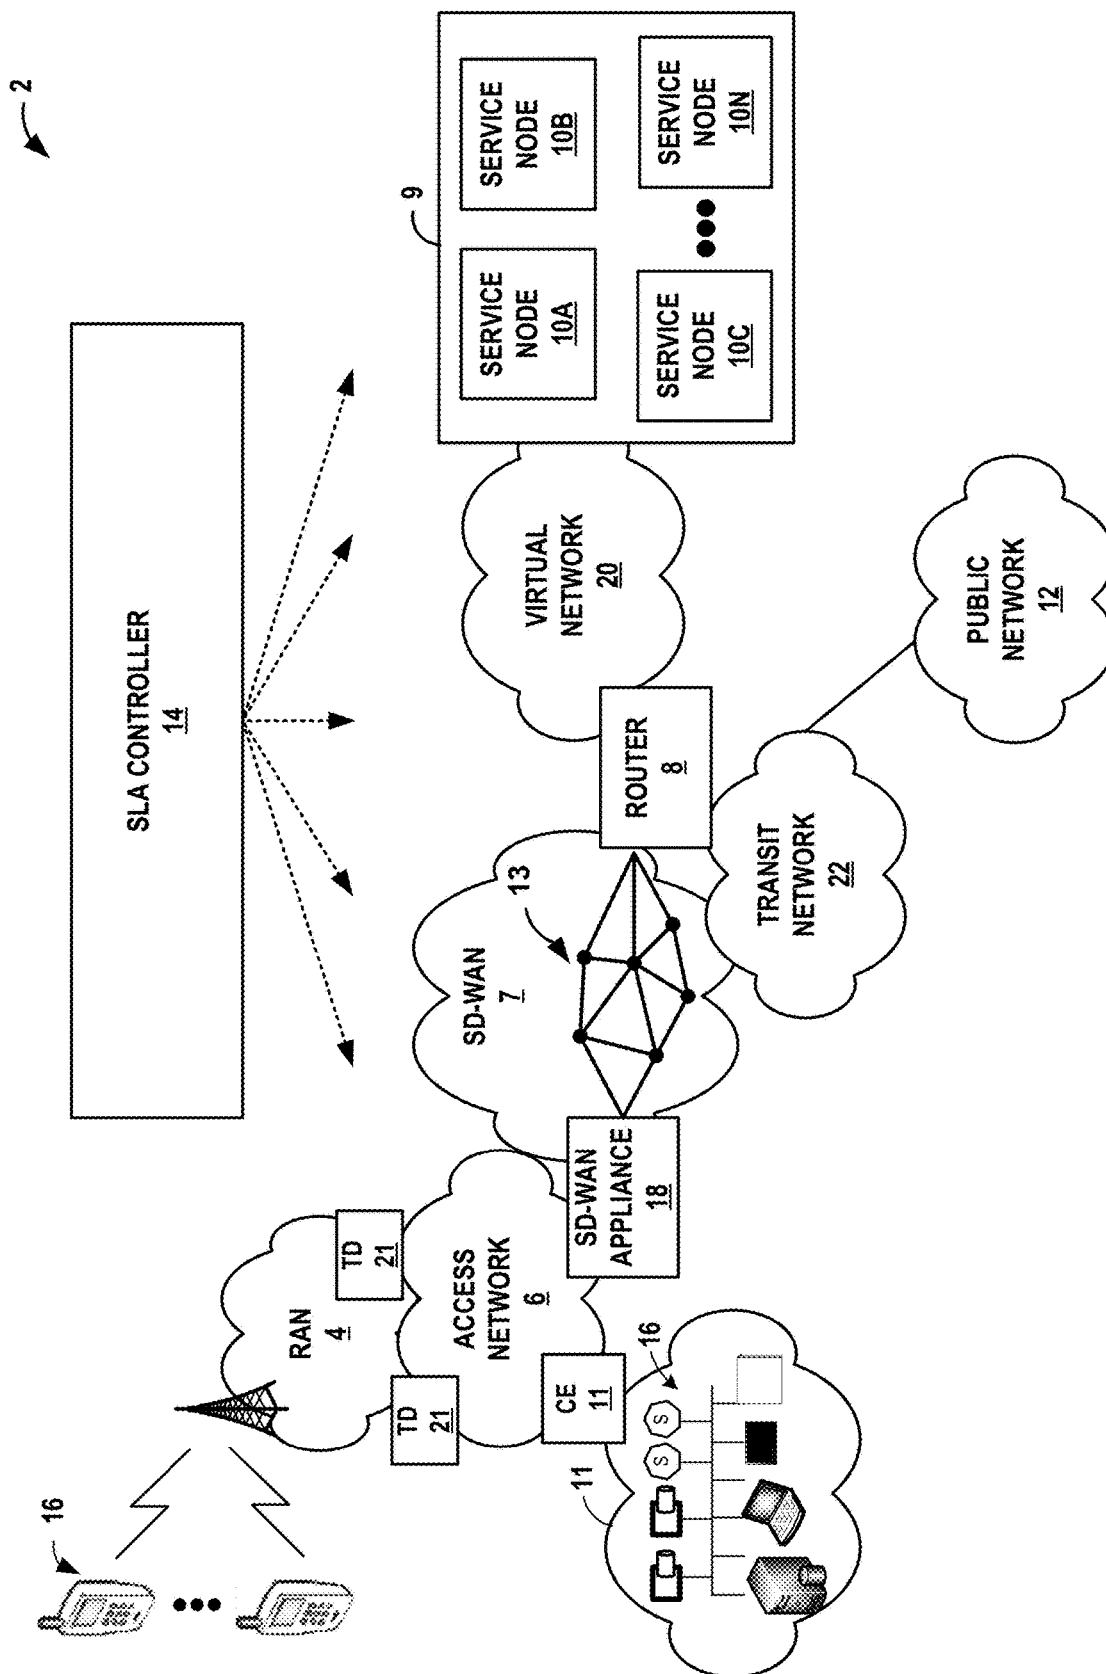 2
SLA CONTROLLER
14
16
RAN
4
TD
21
TD
21
ACCESS
NETWORK
6
CE
11
11
16
S
S
SD-WAN
APPLIANCE
18
SD-WAN
7
13
ROUTER
8
VIRTUAL
NETWORK
20
9
SERVICE
NODE
10A
SERVICE
NODE
10B
SERVICE
NODE
10C
SERVICE
NODE
10N
TRANSIT
NETWORK
22
PUBLIC
NETWORK
12